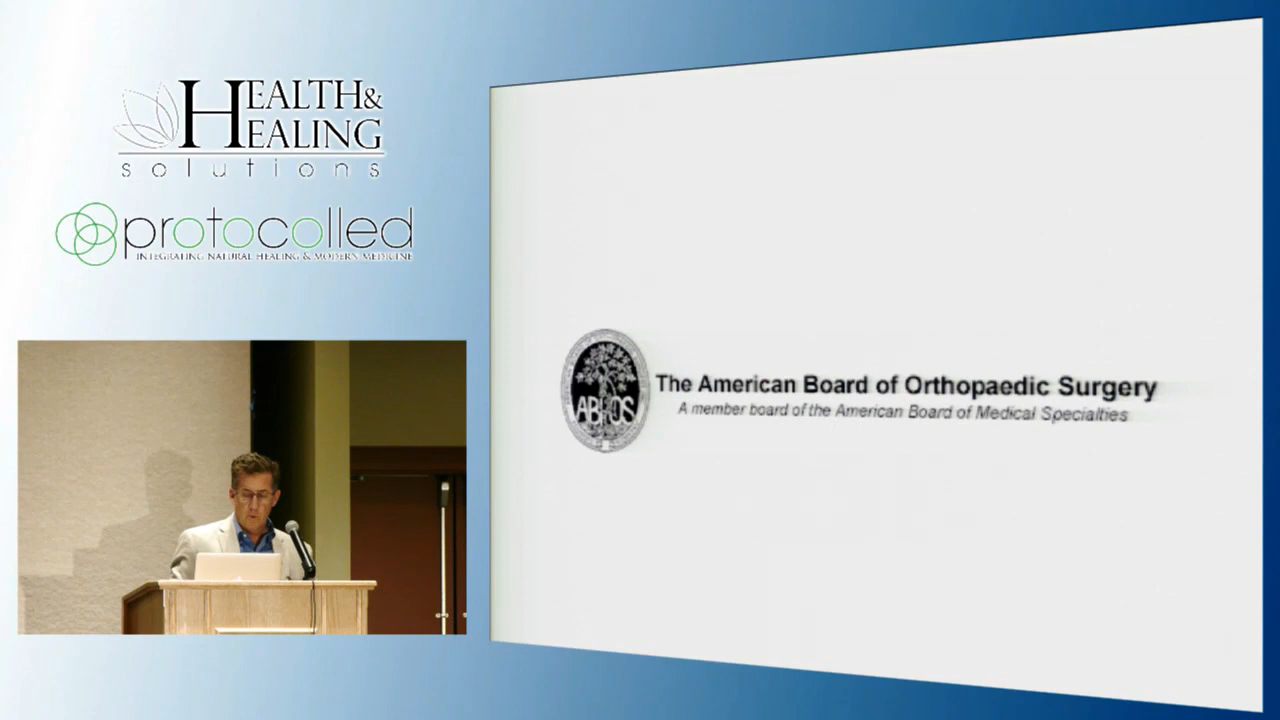 HEALTH&
HEALING
solutions
protocolled
INTEGRATING NATURAL HEALING & MODERN MEDICINE
ABOS
The American Board of Orthopaedic Surgery
A member board of the American Board of Medical Specialties